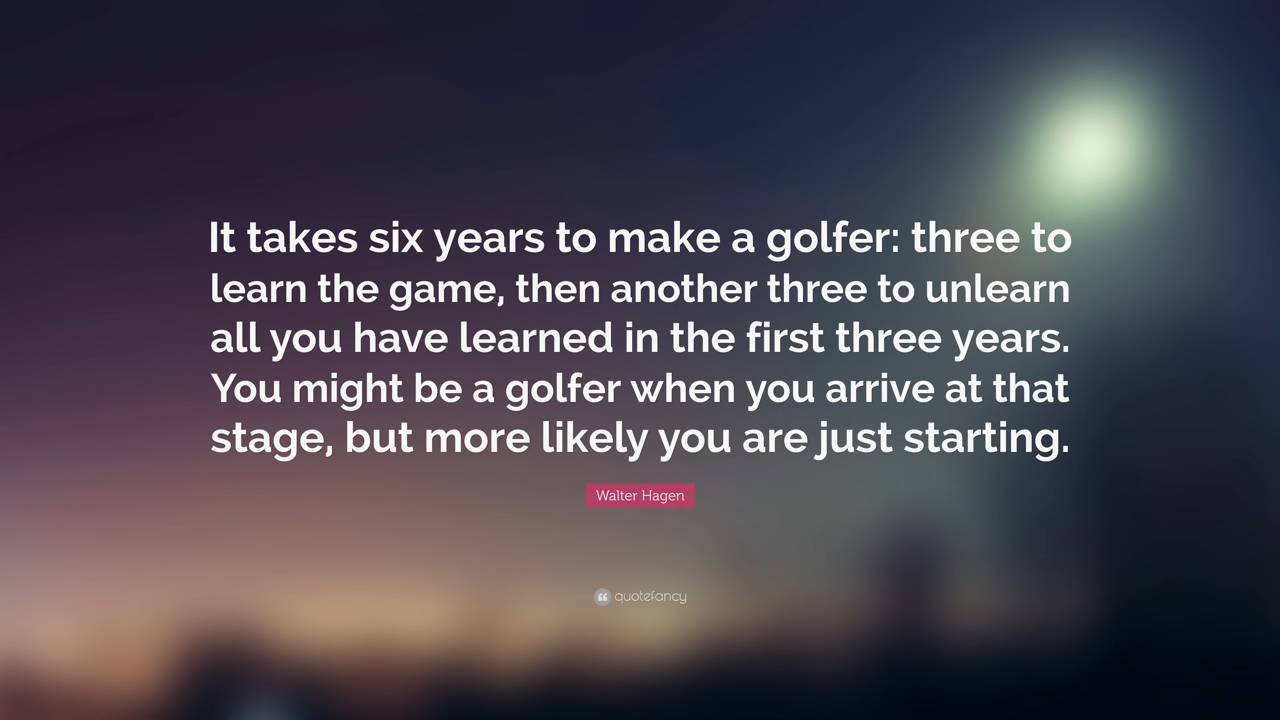 It takes six years to make a golfer: three to
learn the game, then another three to unlearn
all you have learned in the first three years.
You might be a golfer when you arrive at that
stage, but more likely you are just starting.
Walter Hagen
quotefancy